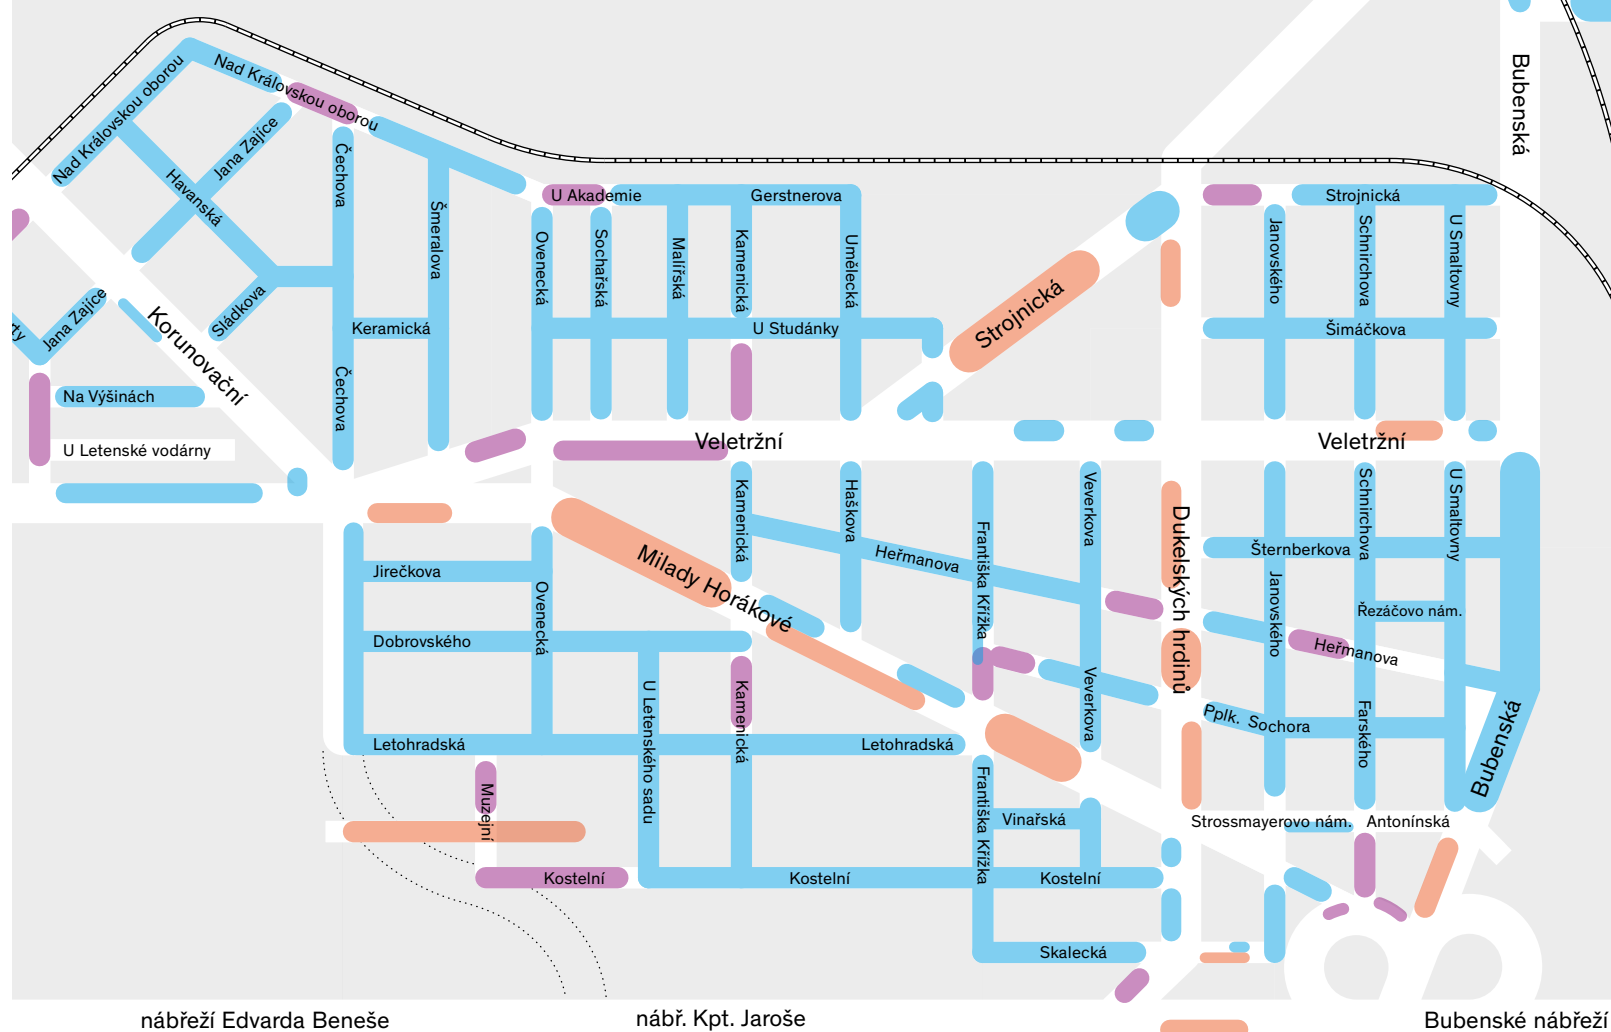 Nad Královskou oborou
Nad Královskou oborou
Bubenská
Jana Zajíce
Havanská
Čechova
Šmeralova
U Akademie
Gerstnerova
Strojnická
Ovenecká
Sochařská
Malířská
Kamenická
Umělecká
Janovského
Schnirchova
U Smaltovny
Sládkova
Jana Zajíce
rty
Korunovační
Keramická
U Studánky
Strojnická
Šimáčkova
Čechova
Na Výšinách
U Letenské vodárny
Veletržní
Veletržní
Kamenická
Haškova
Františka Křížka
Veverkova
Dukelských hrdinů
Schnirchova
U Smaltovny
Jirečkova
Ovenecká
Milady Horákové
Heřmanova
Šternberkova
Janovského
Řezáčovo nám.
Heřmanova
Dobrovského
U Letenského sadu
Kamenická
Veverkova
Pplk. Sochora
Farského
Bubenská
Letohradská
Letohradská
Muzejní
Františka Křížka
Vinařská
Strossmayerovo nám.
Antonínská
Kostelní
Kostelní
Kostelní
Skalecká
nábřeží Edvarda Beneše
nábř. Kpt. Jaroše
Bubenské nábřeží